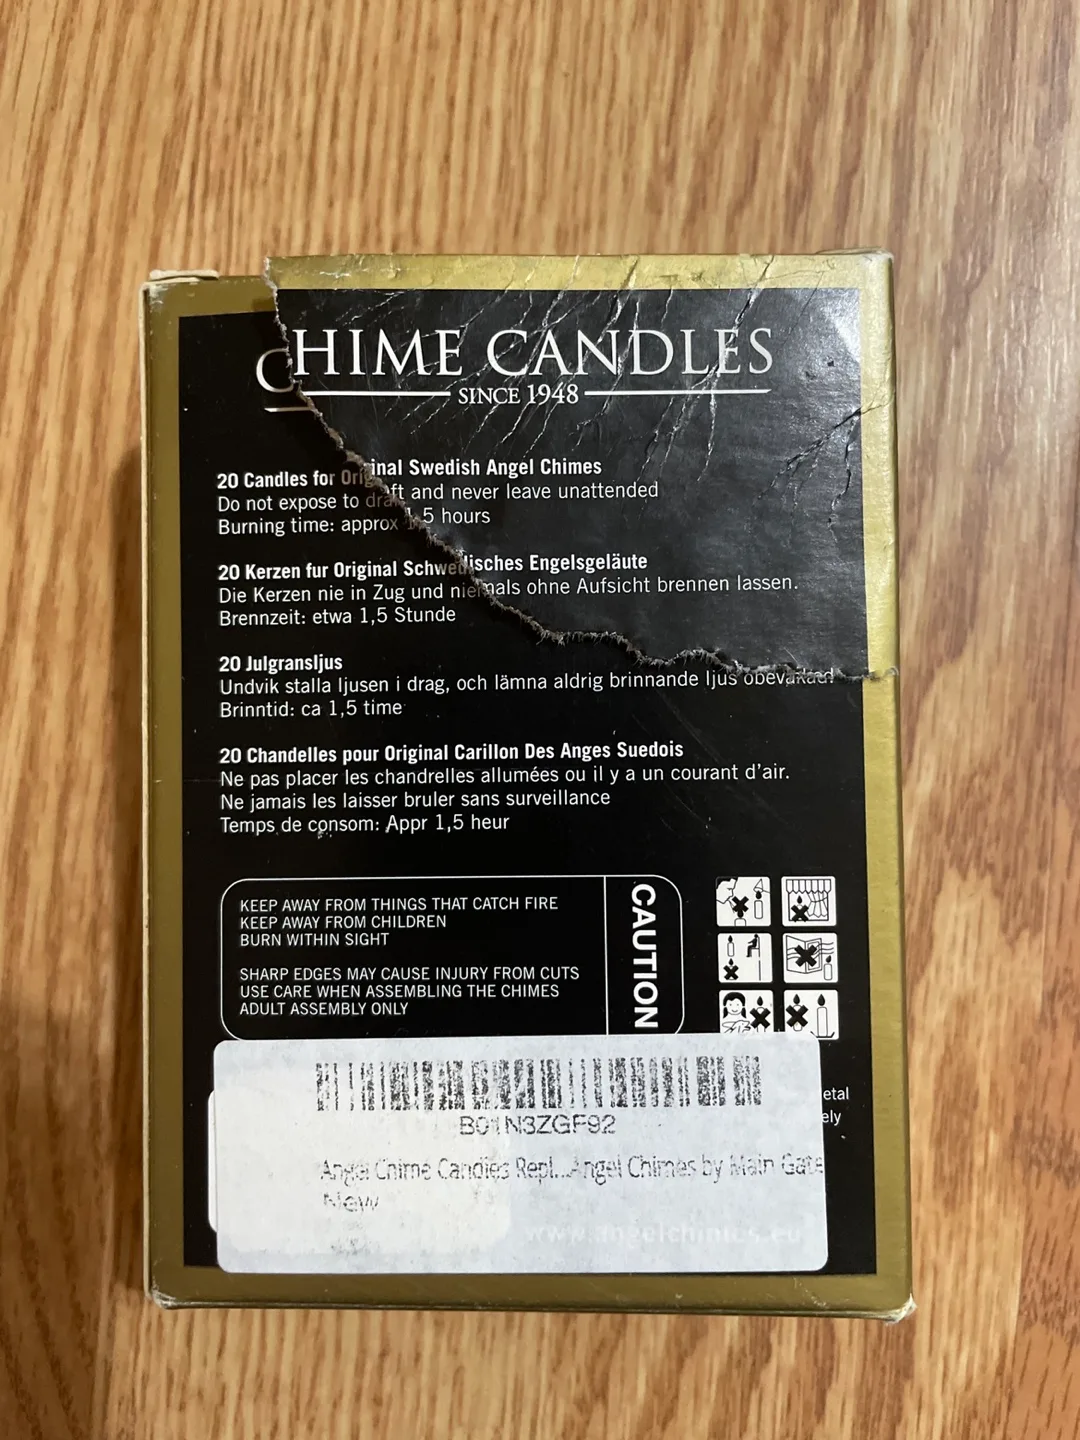 CHIME CANDLES
SINCE 1948
20 Candles for Original Swedish Angel Chimes
Do not expose to draft and never leave unattended
Burning time: approx 1,5 hours
20 Kerzen fur Original Schwedisches Engelsgeläute
Die Kerzen nie in Zug und niemals ohne Aufsicht brennen lassen.
Brennzeit: etwa 1,5 Stunde
20 Julgransljus
Undvik stalla ljusen i drag, och lämna aldrig brinnande ljus obevakad!
Brinntid: ca 1,5 time
20 Chandelles pour Original Carillon Des Anges Suedois
Ne pas placer les chandrelles allumées ou il y a un courant d'air.
Ne jamais les laisser bruler sans surveillance
Temps de consom: Appr 1,5 heur
KEEP AWAY FROM THINGS THAT CATCH FIRE
KEEP AWAY FROM CHILDREN
BURN WITHIN SIGHT
SHARP EDGES MAY CAUSE INJURY FROM CUTS
USE CARE WHEN ASSEMBLING THE CHIMES
ADULT ASSEMBLY ONLY
CAUTION
etal
ely
B01N3ZGF92
Angel Chime Candles Repl...Angel Chimes by Main Gate
New
www.angelchimes.eu